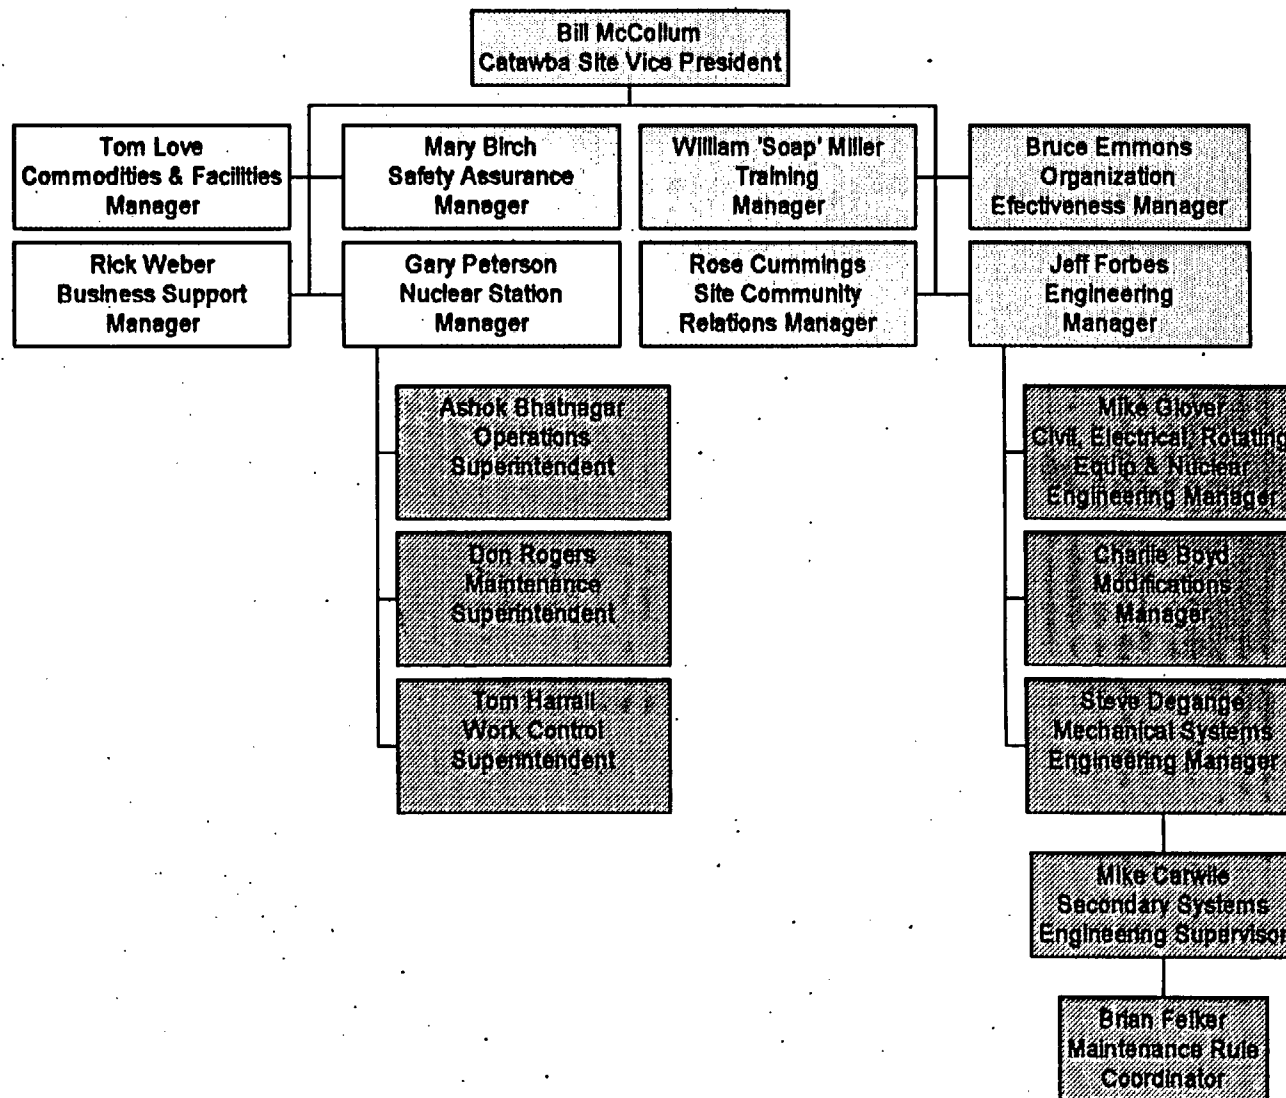 Bill McCollum
Catawba Site Vice President
Tom Love
Commodities & Facilities
Manager
Mary Birch
Safety Assurance
Manager
William 'Soap' Miller
Training
Manager
Bruce Emmons
Organization
Efectiveness Manager
Rick Weber
Business Support
Manager
Gary Peterson
Nuclear Station
Manager
Rose Cummings
Site Community
Relations Manager
Jeff Forbes
Engineering
Manager
Ashok Bhatnagar
Operations
Superintendent
Don Rogers
Maintenance
Superintendent
Tom Harrall
Work Control
Superintendent
Mike Glover
Civil, Electrical, Rotating
Equip & Nuclear
Engineering Manager
Charlie Boyd
Modifications
Manager
Steve Degange
Mechanical Systems
Engineering Manager
Mike Carwile
Secondary Systems
Engineering Supervisor
Brian Felker
Maintenance Rule
Coordinator